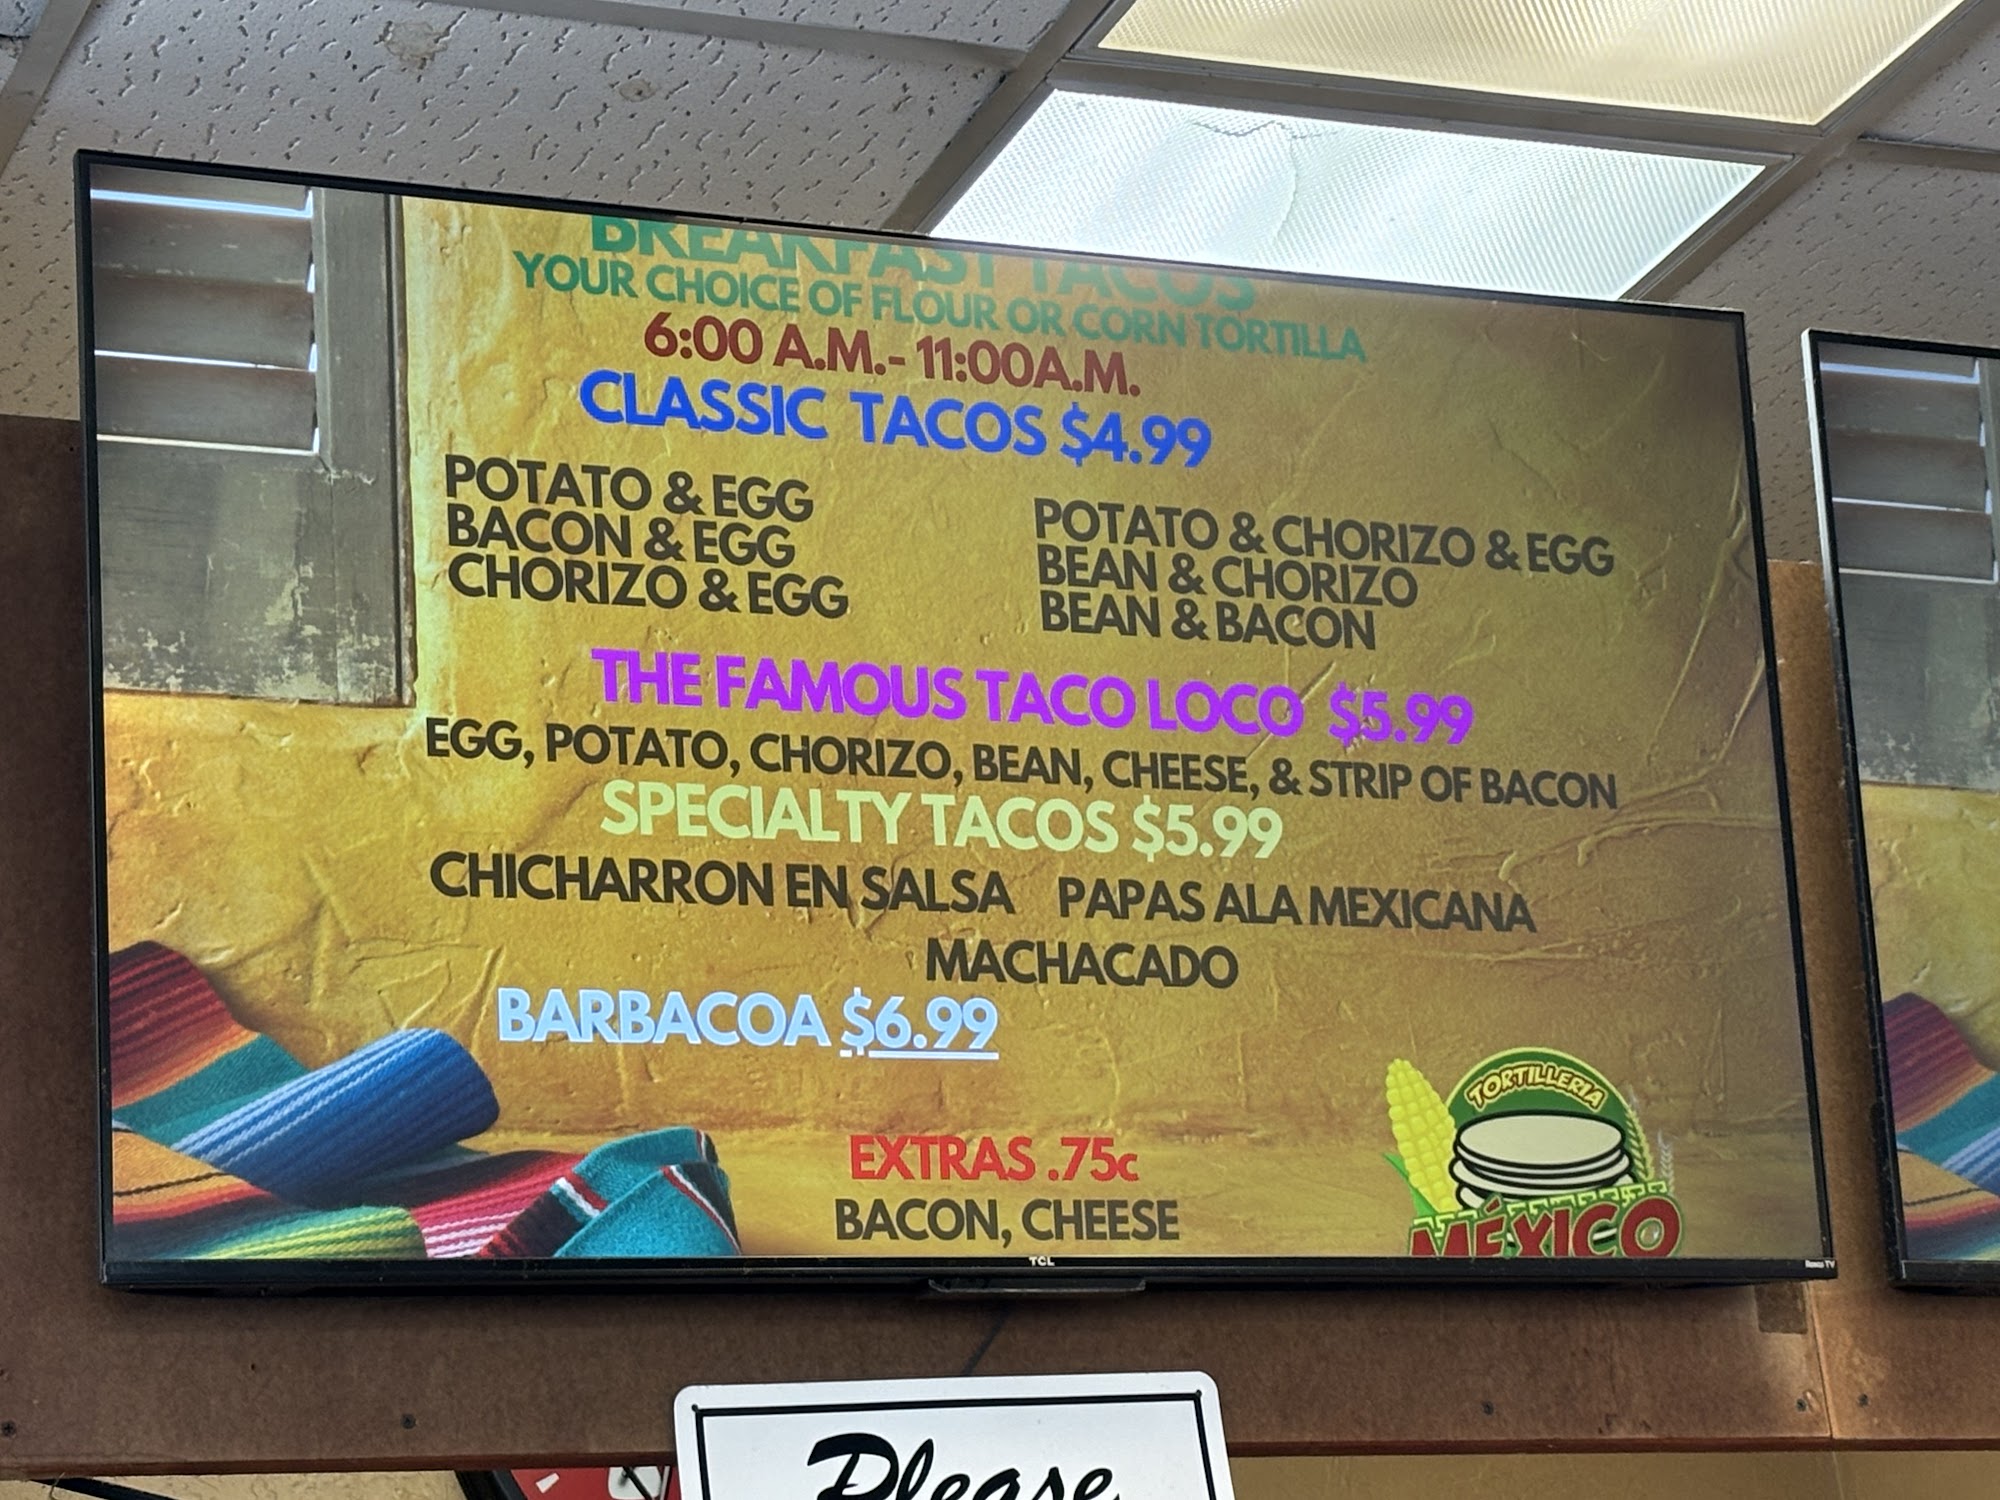 BREAKFAST TACOS
YOUR CHOICE OF FLOUR OR CORN TORTILLA
6:00 A.M.- 11:00A.M.
CLASSIC TACOS $4.99
POTATO & EGG
BACON & EGG
CHORIZO & EGG
POTATO & CHORIZO & EGG
BEAN & CHORIZO
BEAN & BACON
THE FAMOUS TACO LOCO $5.99
EGG, POTATO, CHORIZO, BEAN, CHEESE, & STRIP OF BACON
SPECIALTY TACOS $5.99
CHICHARRON EN SALSA PAPAS ALA MEXICANA
MACHACADO
BARBACOA $6.99
EXTRAS .75c
BACON, CHEESE
TORTILLERIA
MÉXICO
TCL
Roku TV
Please